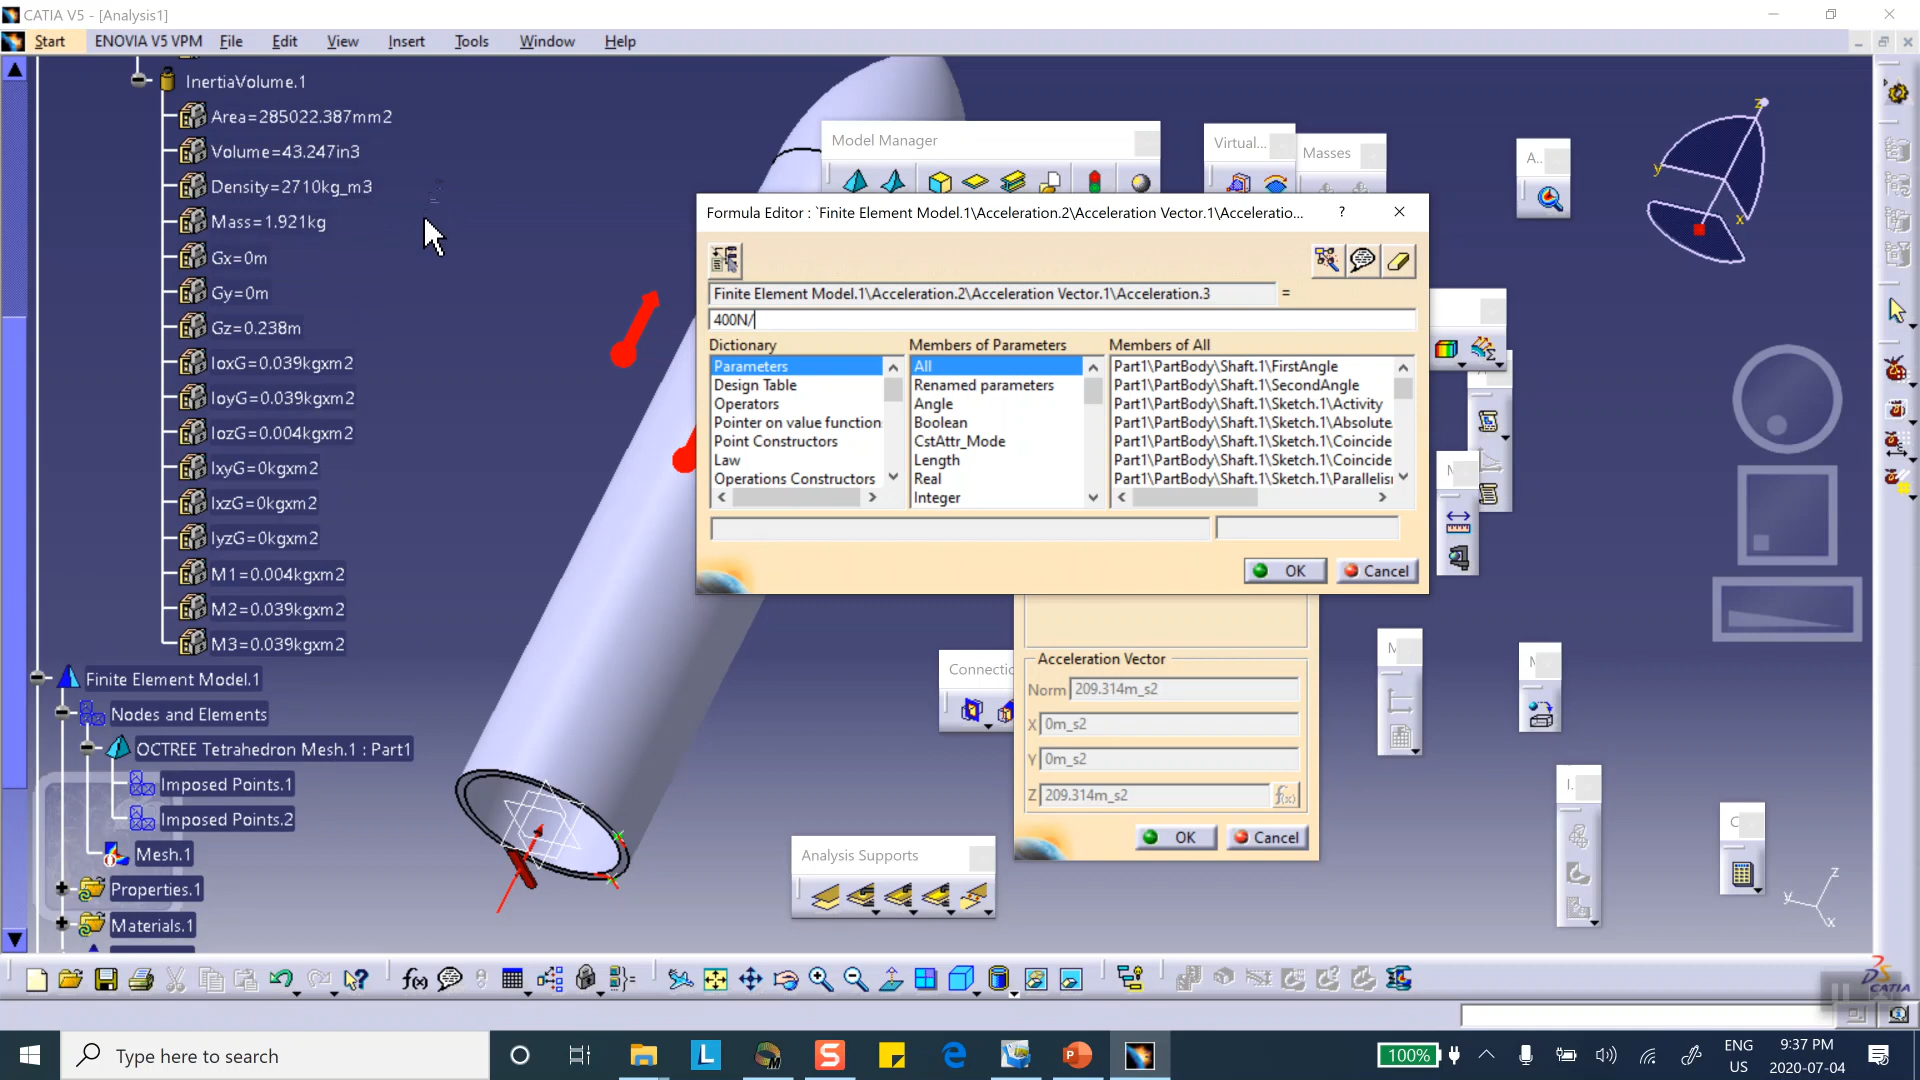 CATIA V5 - [Analysis1]
Start
ENOVIA V5 VPM
File
Edit
View
Insert
Tools
Window
Help
InertiaVolume.1
Area=285022.387mm2
Volume=43.247in3
Density=2710kg_m3
Mass=1.921kg
Gx=0m
Gy=0m
Gz=0.238m
IoxG=0.039kgxm2
IoyG=0.039kgxm2
IozG=0.004kgxm2
IxyG=0kgxm2
IxzG=0kgxm2
IyzG=0kgxm2
M1=0.004kgxm2
M2=0.039kgxm2
M3=0.039kgxm2
Finite Element Model.1
Nodes and Elements
OCTREE Tetrahedron Mesh.1 : Part1
Imposed Points.1
Imposed Points.2
Mesh.1
Properties.1
Materials.1
Model Manager
Virtual...
Masses
A..
Formula Editor : `Finite Element Model.1\Acceleration.2\Acceleration Vector.1\Acceleratio...
?
Finite Element Model.1\Acceleration.2\Acceleration Vector.1\Acceleration.3
=
400N/
Dictionary
Members of Parameters
Members of All
Parameters
Design Table
Operators
Pointer on value function
Point Constructors
Law
Operations Constructors
All
Renamed parameters
Angle
Boolean
CstAttr_Mode
Length
Real
Integer
Part1\PartBody\Shaft.1\FirstAngle
Part1\PartBody\Shaft.1\SecondAngle
Part1\PartBody\Shaft.1\Sketch.1\Activity
Part1\PartBody\Shaft.1\Sketch.1\Absolute.
Part1\PartBody\Shaft.1\Sketch.1\Coincide
Part1\PartBody\Shaft.1\Sketch.1\Coincide
Part1\PartBody\Shaft.1\Sketch.1\Parallelis
OK
Cancel
Connectio
Acceleration Vector
Norm 209.314m_s2
X 0m_s2
Y 0m_s2
Z 209.314m_s2
f(x)
OK
Cancel
Analysis Supports
I.
z
y
x
z
y
x
f(x)
CATIA
Type here to search
100%
ENG
US
9:37 PM
2020-07-04